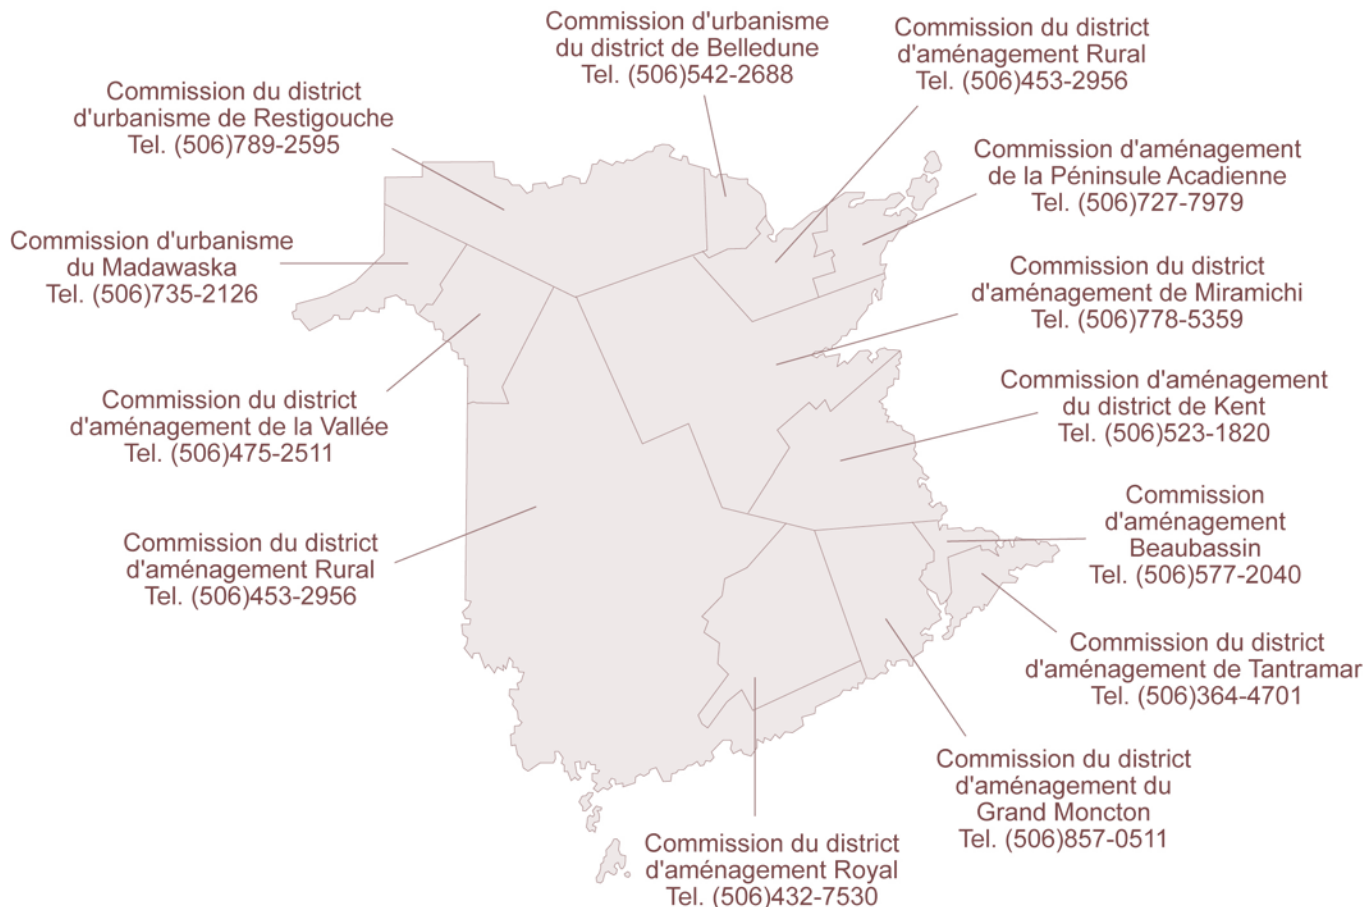 Commission d'urbanisme
du district de Belledune
Tel. (506)542-2688
Commission du district
d'aménagement Rural
Tel. (506)453-2956
Commission du district
d'urbanisme de Restigouche
Tel. (506)789-2595
Commission d'aménagement
de la Péninsule Acadienne
Tel. (506)727-7979
Commission d'urbanisme
du Madawaska
Tel. (506)735-2126
Commission du district
d'aménagement de Miramichi
Tel. (506)778-5359
Commission du district
d'aménagement de la Vallée
Tel. (506)475-2511
Commission d'aménagement
du district de Kent
Tel. (506)523-1820
Commission
d'aménagement
Beaubassin
Tel. (506)577-2040
Commission du district
d'aménagement Rural
Tel. (506)453-2956
Commission du district
d'aménagement de Tantramar
Tel. (506)364-4701
Commission du district
d'aménagement du
Grand Moncton
Tel. (506)857-0511
Commission du district
d'aménagement Royal
Tel. (506)432-7530